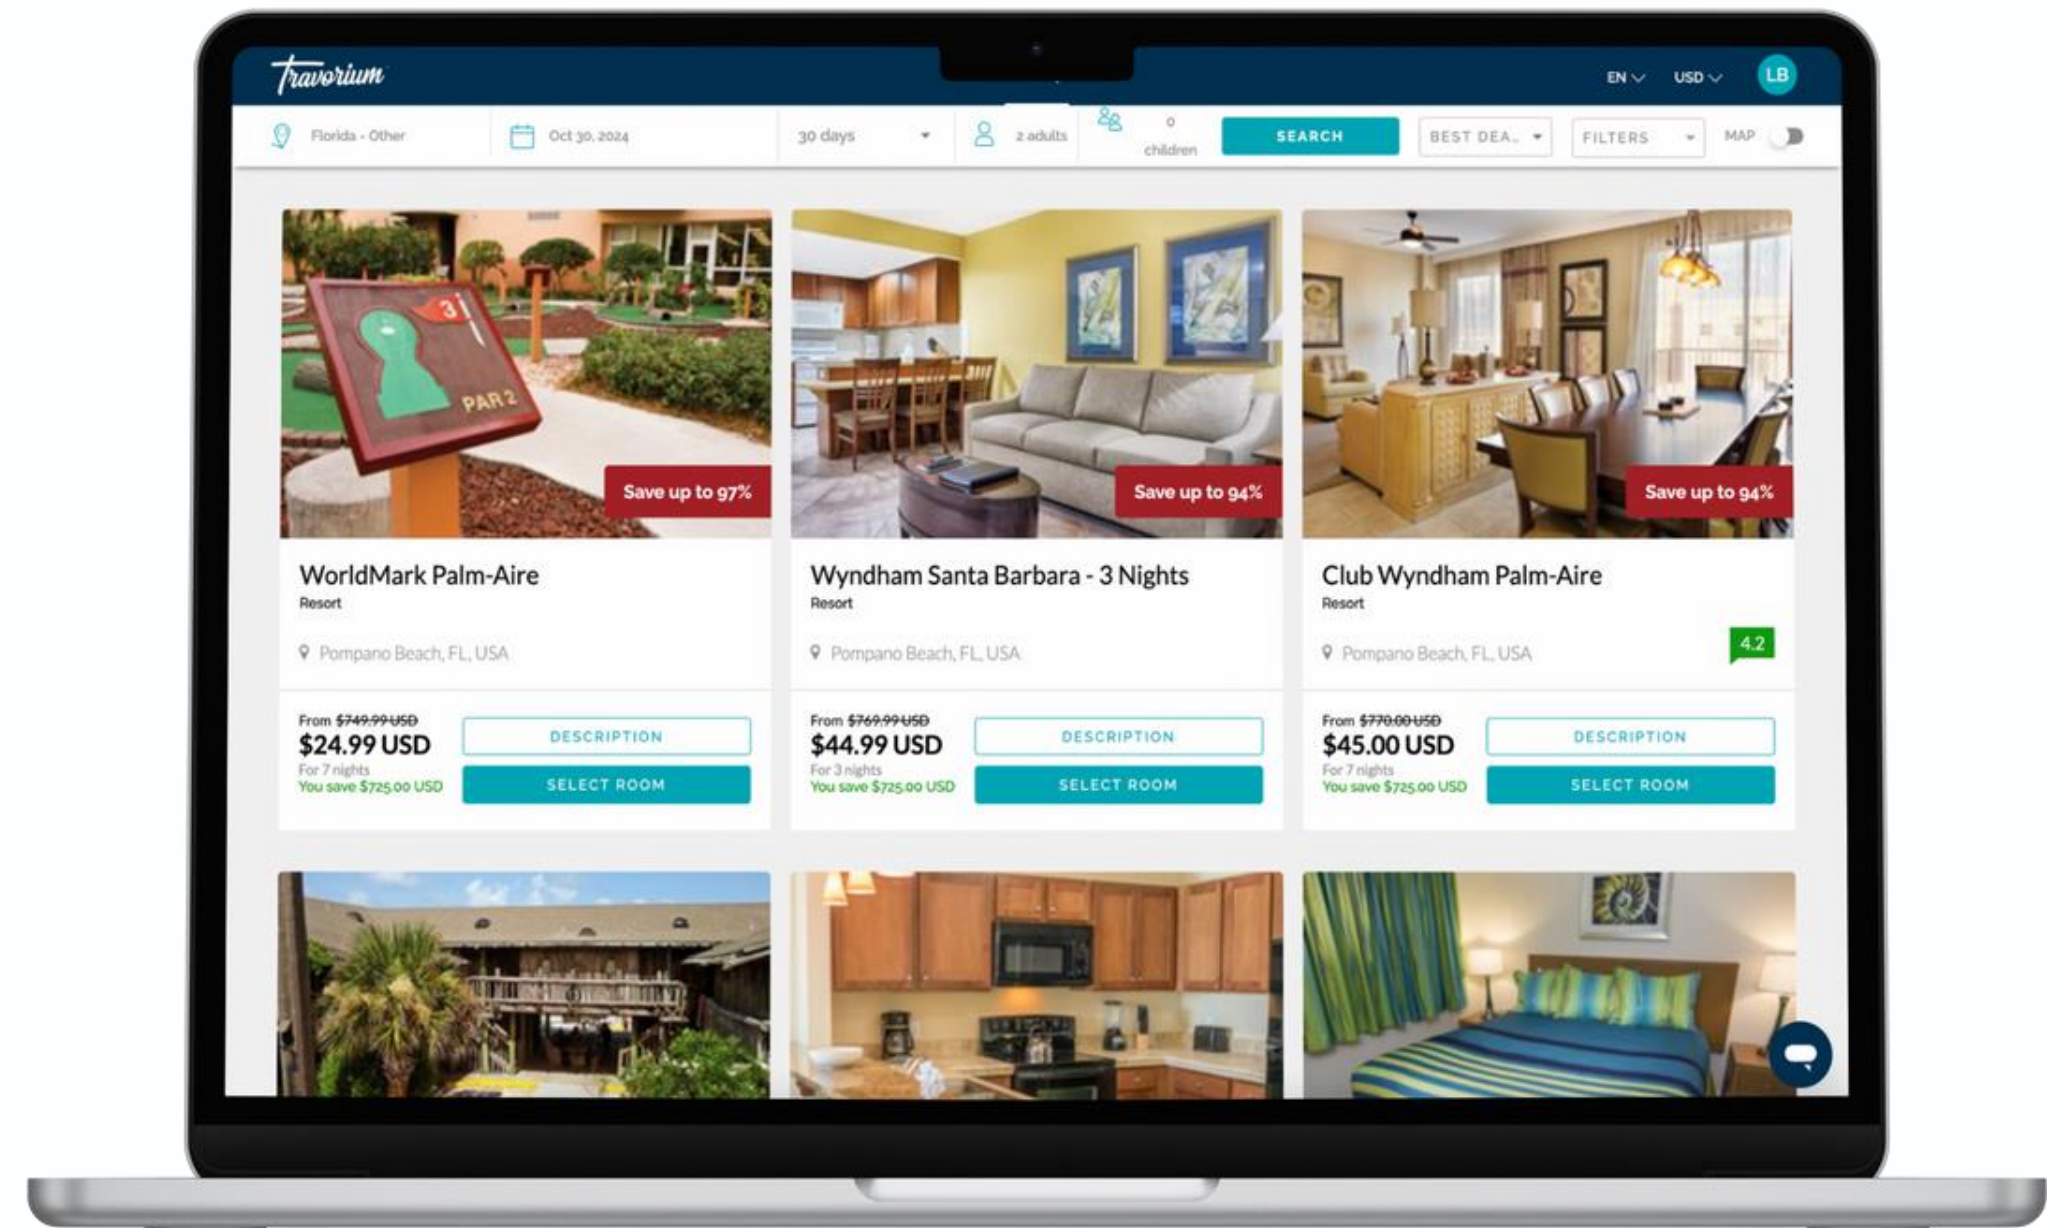 Travorium
EN
USD
LB
Florida - Other
Oct 30, 2024
30 days
2 adults
0
children
SEARCH
BEST DEA..
FILTERS
MAP
3
PAR 2
Save up to 97%
Save up to 94%
Save up to 94%
WorldMark Palm-Aire
Resort
Pompano Beach, FL, USA
From $749.99 USD
$24.99 USD
For 7 nights
You save $725.00 USD
DESCRIPTION
SELECT ROOM
Wyndham Santa Barbara - 3 Nights
Resort
Pompano Beach, FL, USA
From $769.99 USD
$44.99 USD
For 3 nights
You save $725.00 USD
DESCRIPTION
SELECT ROOM
Club Wyndham Palm-Aire
Resort
Pompano Beach, FL, USA
4.2
From $770.00 USD
$45.00 USD
For 7 nights
You save $725.00 USD
DESCRIPTION
SELECT ROOM